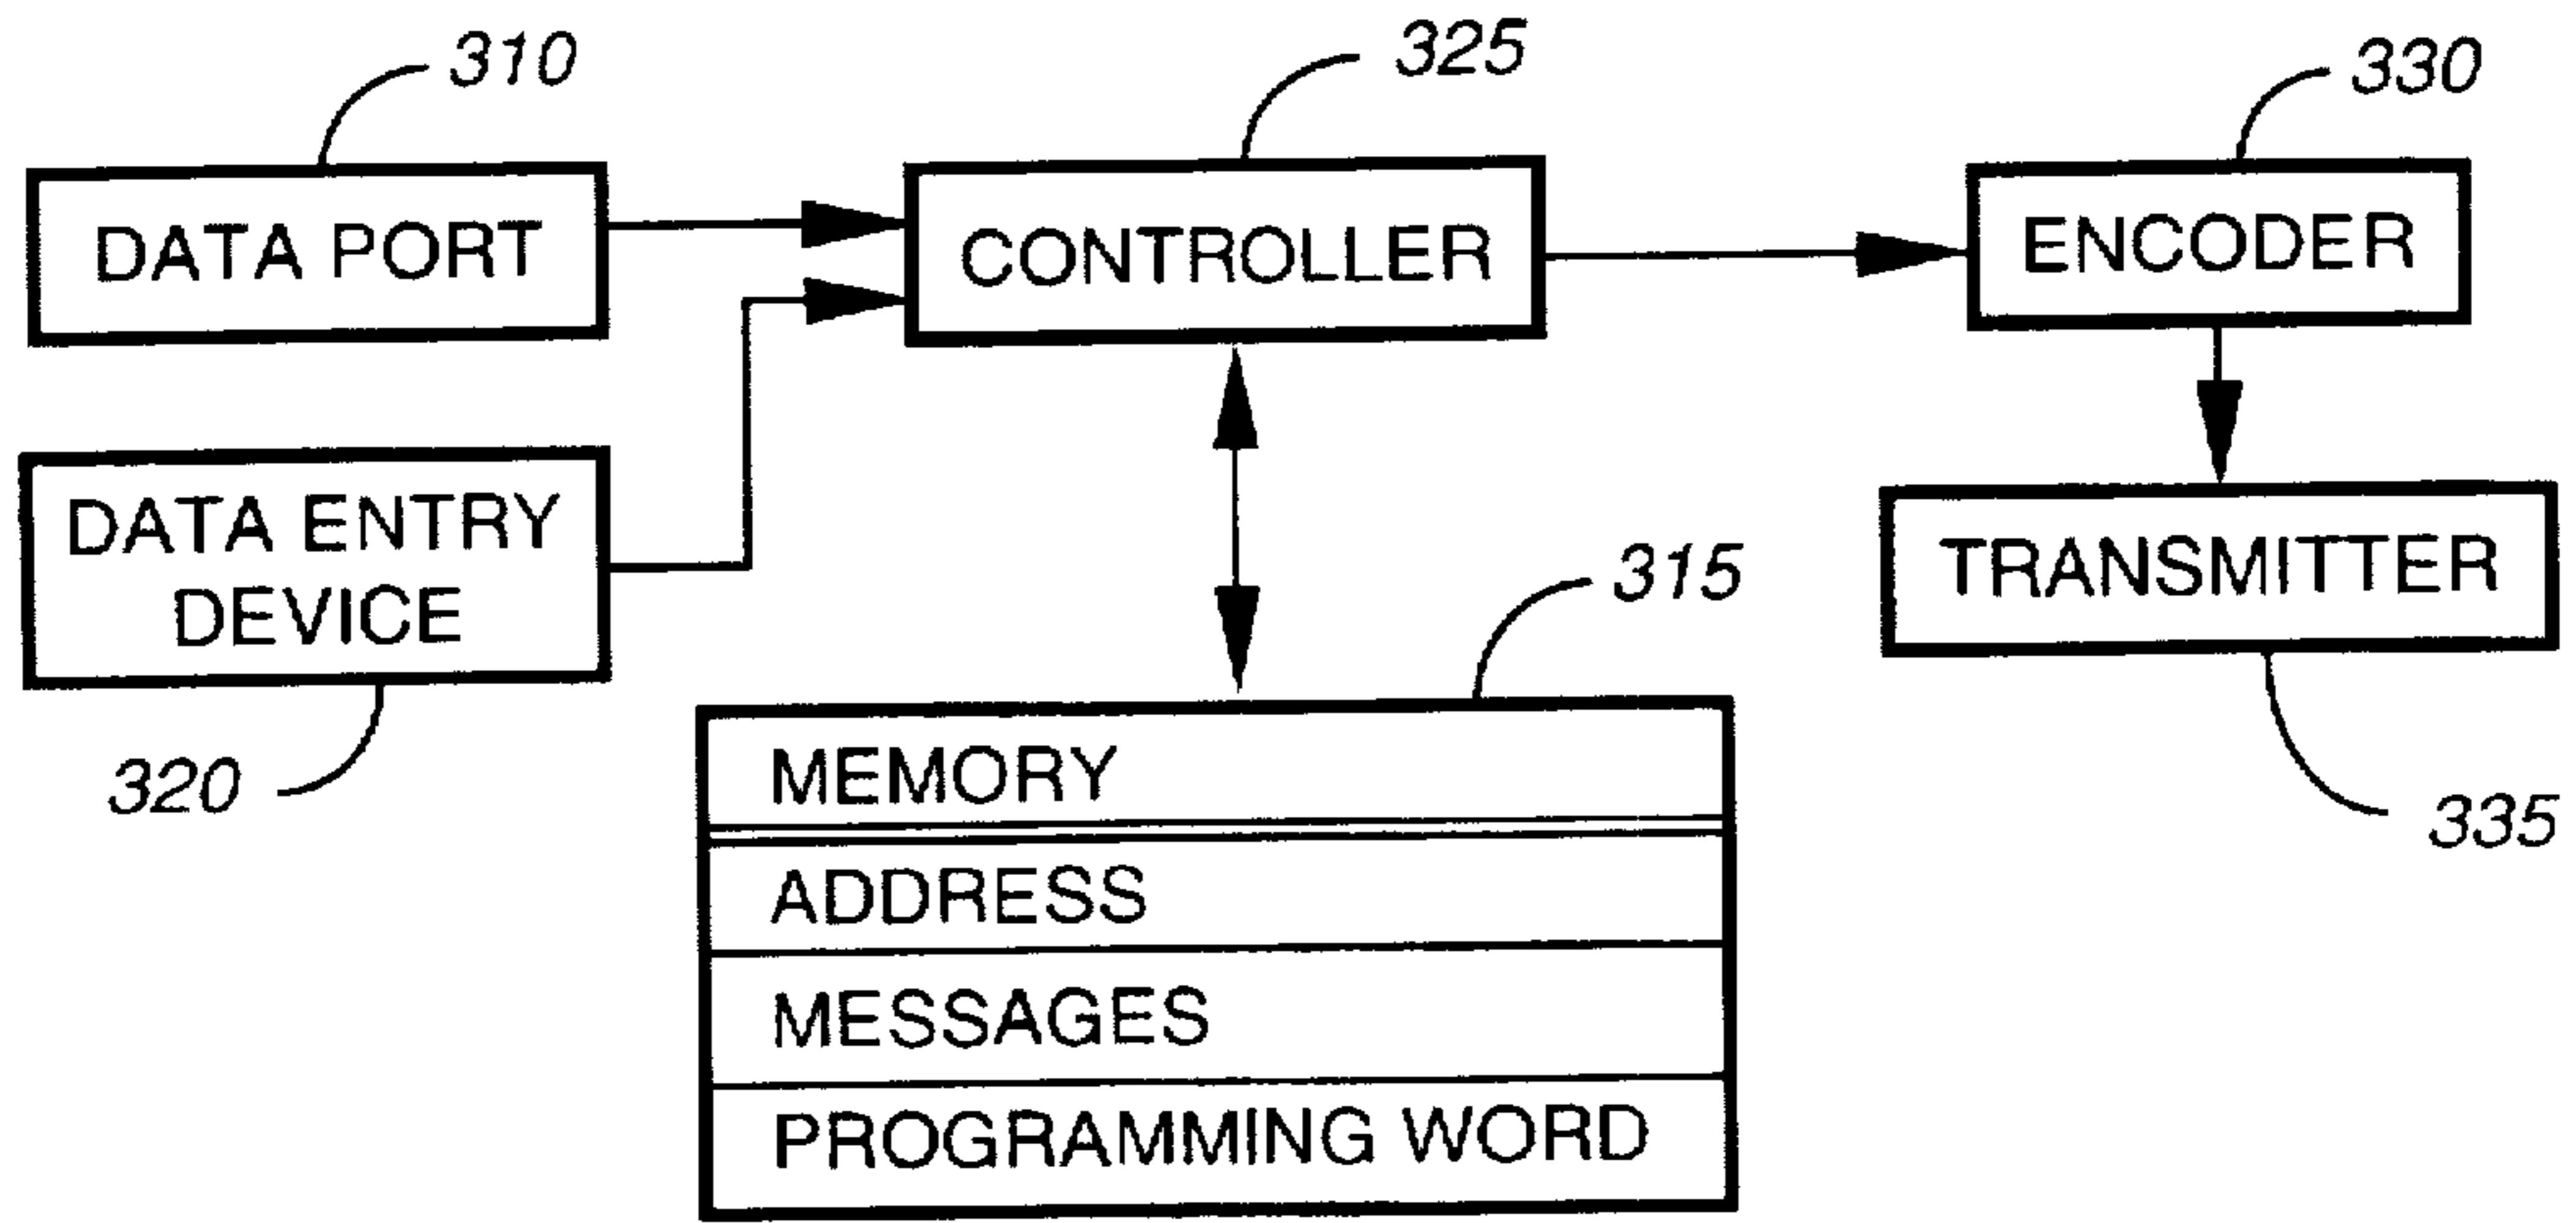 310
325
330
DATA PORT
CONTROLLER
ENCODER
DATA ENTRY
DEVICE
TRANSMITTER
315
320
335
MEMORY
ADDRESS
MESSAGES
PROGRAMMING WORD